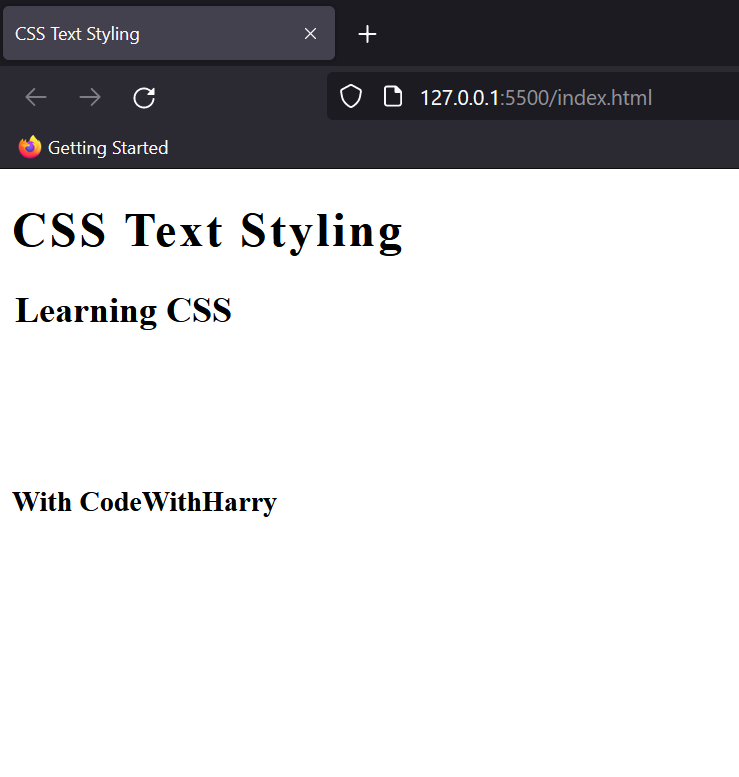 CSS Text Styling
127.0.0.1:5500/index.html
Getting Started
CSS Text Styling
Learning CSS
With CodeWithHarry